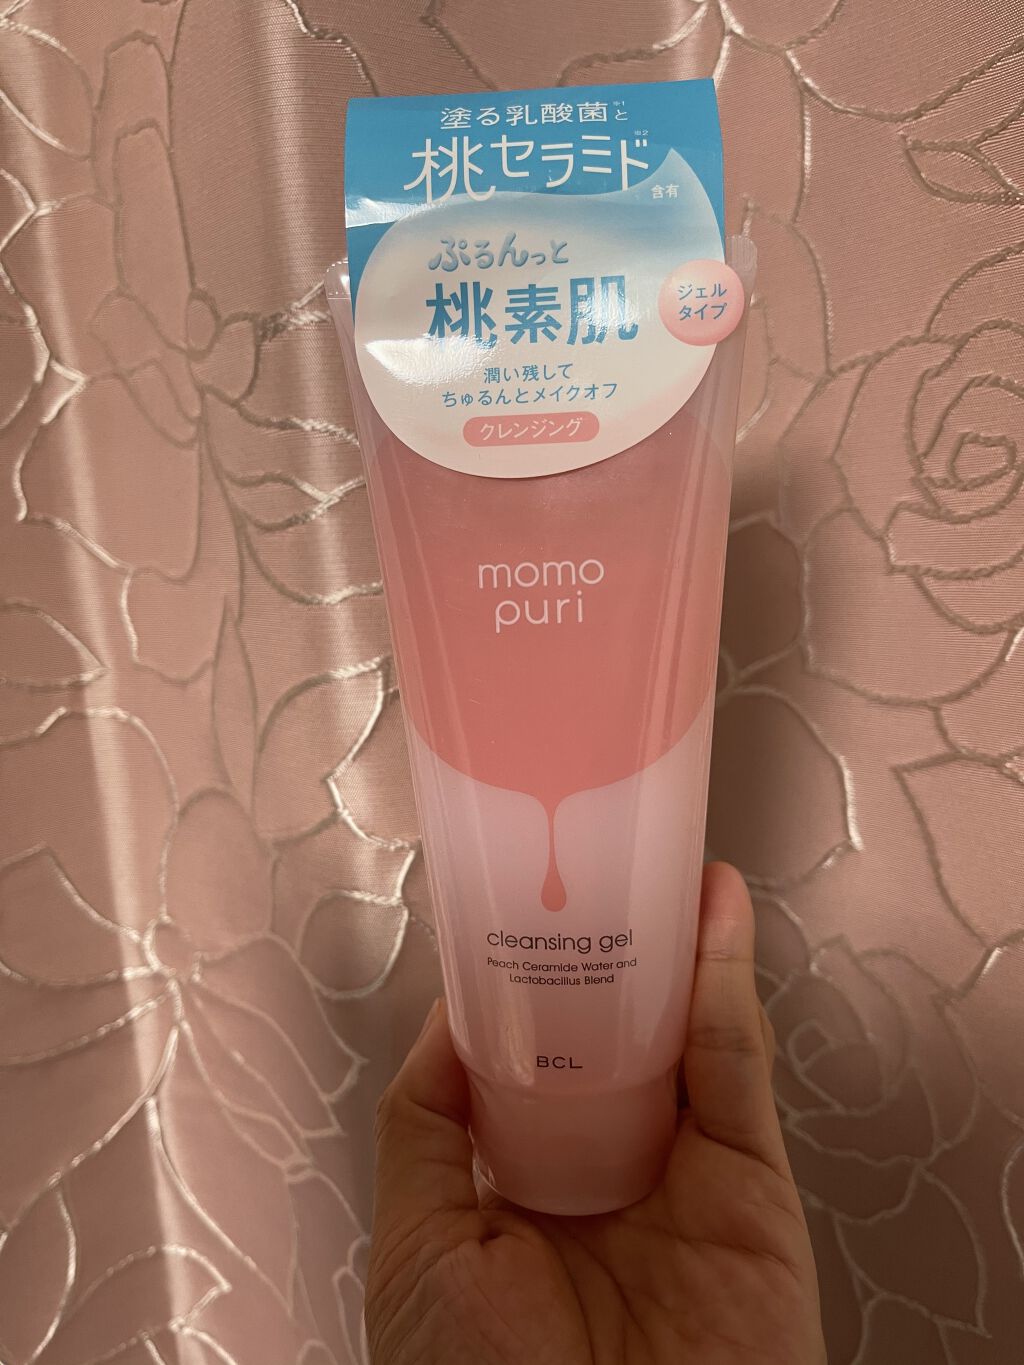 塗る乳酸菌※1と
桃セラミド※2
含有
ぷるんっと
桃素肌
ジェル
タイプ
潤い残して
ちゅるんとメイクオフ
クレンジング
momo
puri
cleansing gel
Peach Ceramide Water and
Lactobacillus Blend
BCL